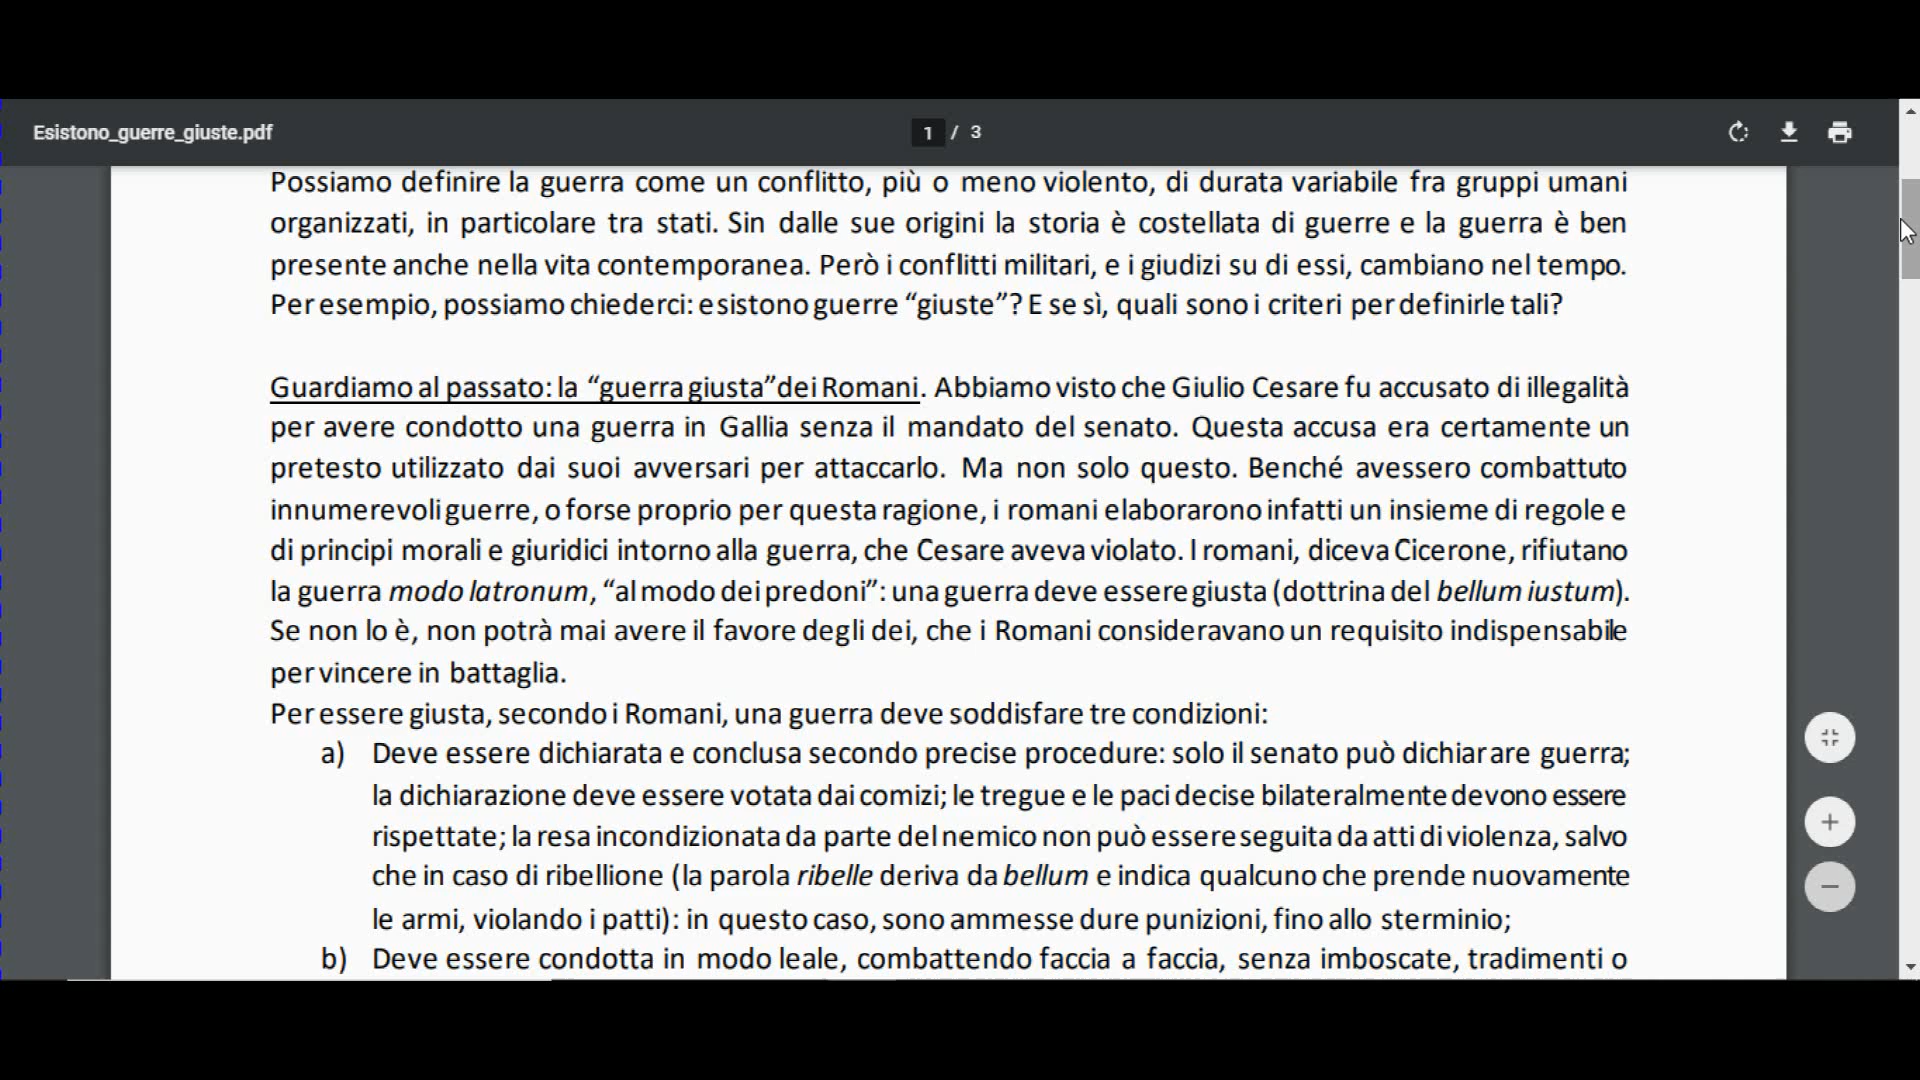 Esistono_guerre_giuste.pdf
1 / 3
Possiamo definire la guerra come un conflitto, più o meno violento, di durata variabile fra gruppi umani
organizzati, in particolare tra stati. Sin dalle sue origini la storia è costellata di guerre e la guerra è ben
presente anche nella vita contemporanea. Però i conflitti militari, e i giudizi su di essi, cambiano nel tempo.
Per esempio, possiamo chiederci: esistono guerre “giuste”? E se sì, quali sono i criteri per definirle tali?
Guardiamo al passato: la “guerra giusta”dei Romani. Abbiamo visto che Giulio Cesare fu accusato di illegalità
per avere condotto una guerra in Gallia senza il mandato del senato. Questa accusa era certamente un
pretesto utilizzato dai suoi avversari per attaccarlo. Ma non solo questo. Benché avessero combattuto
innumerevoli guerre, o forse proprio per questa ragione, i romani elaborarono infatti un insieme di regole e
di principi morali e giuridici intorno alla guerra, che Cesare aveva violato. I romani, diceva Cicerone, rifiutano
la guerra modo latronum, “al modo dei predoni”: una guerra deve essere giusta (dottrina del bellum iustum).
Se non lo è, non potrà mai avere il favore degli dei, che i Romani consideravano un requisito indispensabile
per vincere in battaglia.
Per essere giusta, secondo i Romani, una guerra deve soddisfare tre condizioni:
a) Deve essere dichiarata e conclusa secondo precise procedure: solo il senato può dichiarare guerra;
la dichiarazione deve essere votata dai comizi; le tregue e le paci decise bilateralmente devono essere
rispettate; la resa incondizionata da parte del nemico non può essere seguita da atti di violenza, salvo
che in caso di ribellione (la parola ribelle deriva da bellum e indica qualcuno che prende nuovamente
le armi, violando i patti): in questo caso, sono ammesse dure punizioni, fino allo sterminio;
b) Deve essere condotta in modo leale, combattendo faccia a faccia, senza imboscate, tradimenti o